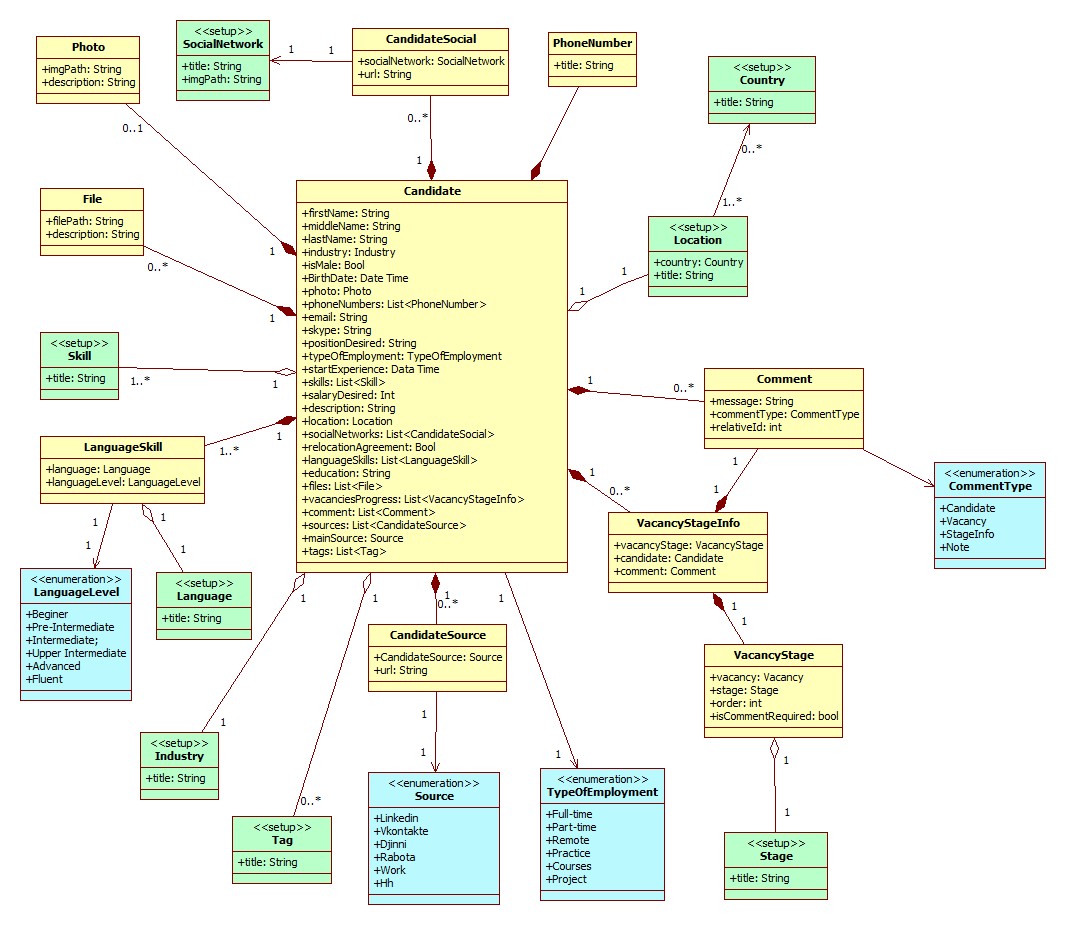 Photo
+imgPath: String
+description: String
<<setup>>
SocialNetwork
+title: String
+imgPath: String
1
1
CandidateSocial
+socialNetwork: SocialNetwork
+url: String
PhoneNumber
+title: String
<<setup>>
Country
+title: String
0..1
0..*
1
0..*
1..*
File
+filePath: String
+description: String
0..*
1
1
Candidate
+firstName: String
+middleName: String
+lastName: String
+industry: Industry
+isMale: Bool
+BirthDate: Date Time
+photo: Photo
+phoneNumbers: List<PhoneNumber>
+email: String
+skype: String
+positionDesired: String
+typeOfEmployment: TypeOfEmployment
+startExperience: Data Time
+skills: List<Skill>
+salaryDesired: Int
+description: String
+location: Location
+socialNetworks: List<CandidateSocial>
+relocationAgreement: Bool
+languageSkills: List<LanguageSkill>
+education: String
+files: List<File>
+vacanciesProgress: List<VacancyStageInfo>
+comment: List<Comment>
+sources: List<CandidateSource>
+mainSource: Source
+tags: List<Tag>
<<setup>>
Location
+country: Country
+title: String
1
1
<<setup>>
Skill
+title: String
1..*
1
1
0..*
Comment
+message: String
+commentType: CommentType
+relativeId: int
LanguageSkill
+language: Language
+languageLevel: LanguageLevel
1..*
1
1
0..*
1
1
<<enumeration>>
CommentType
+Candidate
+Vacancy
+StageInfo
+Note
VacancyStageInfo
+vacancyStage: VacancyStage
+candidate: Candidate
+comment: Comment
1
1
1
1
<<enumeration>>
LanguageLevel
+Beginer
+Pre-Intermediate
+Intermediate;
+Upper Intermediate
+Advanced
+Fluent
<<setup>>
Language
+title: String
1
1
1
0..*
1
1
1
CandidateSource
+CandidateSource: Source
+url: String
VacancyStage
+vacancy: Vacancy
+stage: Stage
+order: int
+isCommentRequired: bool
1
1
1
1
1
1
<<setup>>
Industry
+title: String
0..*
<<enumeration>>
Source
+Linkedin
+Vkontakte
+Djinni
+Rabota
+Work
+Hh
<<enumeration>>
TypeOfEmployment
+Full-time
+Part-time
+Remote
+Practice
+Courses
+Project
1
<<setup>>
Tag
+title: String
<<setup>>
Stage
+title: String